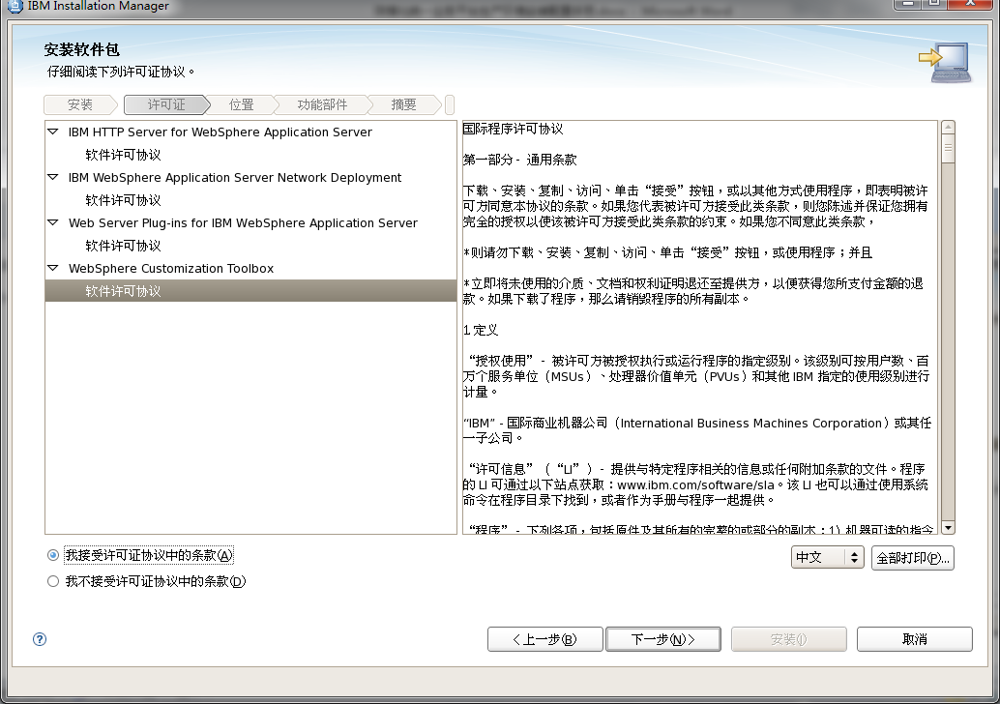 IBM Installation Manager
安装软件包
仔细阅读下列许可证协议。
安装
许可证
位置
功能部件
摘要
IBM HTTP Server for WebSphere Application Server
软件许可协议
IBM WebSphere Application Server Network Deployment
软件许可协议
Web Server Plug-ins for IBM WebSphere Application Server
软件许可协议
WebSphere Customization Toolbox
软件许可协议
国际程序许可协议
第一部分 - 通用条款
下载、安装、复制、访问、单击“接受”按钮，或以其他方式使用程序，即表明被许
可方同意本协议的条款。如果您代表被许可方接受此类条款，则您陈述并保证您拥有
完全的授权以使该被许可方接受此类条款的约束。如果您不同意此类条款，
*则请勿下载、安装、复制、访问、单击“接受”按钮，或使用程序；并且
*立即将未使用的介质、文档和权利证明退还至提供方，以便获得您所支付金额的退
款。如果下载了程序，那么请销毁程序的所有副本。
1.定义
“授权使用” - 被许可方被授权执行或运行程序的指定级别。该级别可按用户数、百
万个服务单位（MSUs）、处理器价值单元（PVUs）和其他 IBM 指定的使用级别进行
计量。
“IBM” - 国际商业机器公司（International Business Machines Corporation）或其任
一子公司。
“许可信息”（“LI”） - 提供与特定程序相关的信息或任何附加条款的文件。程序
的 LI 可通过以下站点获取：www.ibm.com/software/sla。该 LI 也可以通过使用系统
命令在程序目录下找到，或者作为手册与程序一起提供。
“程序” - 下列各项，包括原件及其所有的完整的或部分的副本：1) 机器可读的指令
我接受许可证协议中的条款(A)
中文
全部打印(P)...
我不接受许可证协议中的条款(D)
<上一步(B)
下一步(N)>
安装(I)
取消